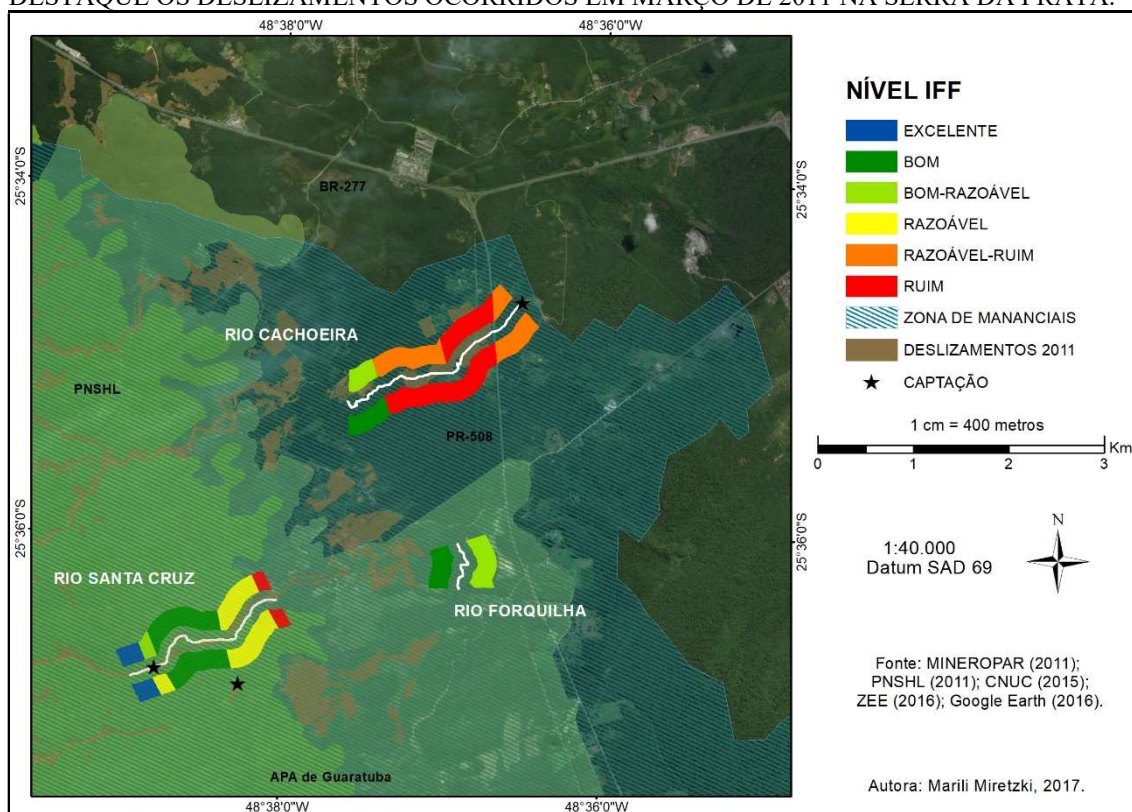 DESTAQUE OS DESLIZAMENTOS OCORRIDOS EM MARÇO DE 2011 NA SERRA DA PRATA.
48°38'0"W
48°36'0"W
25°34'0"S
25°34'0"S
BR-277
RIO CACHOEIRA
PNSHL
PR-508
25°36'0"S
25°36'0"S
RIO SANTA CRUZ
RIO FORQUILHA
APA de Guaratuba
48°38'0"W
48°36'0"W
NÍVEL IFF
EXCELENTE
BOM
BOM-RAZOÁVEL
RAZOÁVEL
RAZOÁVEL-RUIM
RUIM
ZONA DE MANANCIAIS
DESLIZAMENTOS 2011
CAPTAÇÃO
1 cm = 400 metros
Km
0 1 2 3
N
1:40.000
Datum SAD 69
Fonte: MINEROPAR (2011);
PNSHL (2011); CNUC (2015);
ZEE (2016); Google Earth (2016).
Autora: Marili Miretzki, 2017.